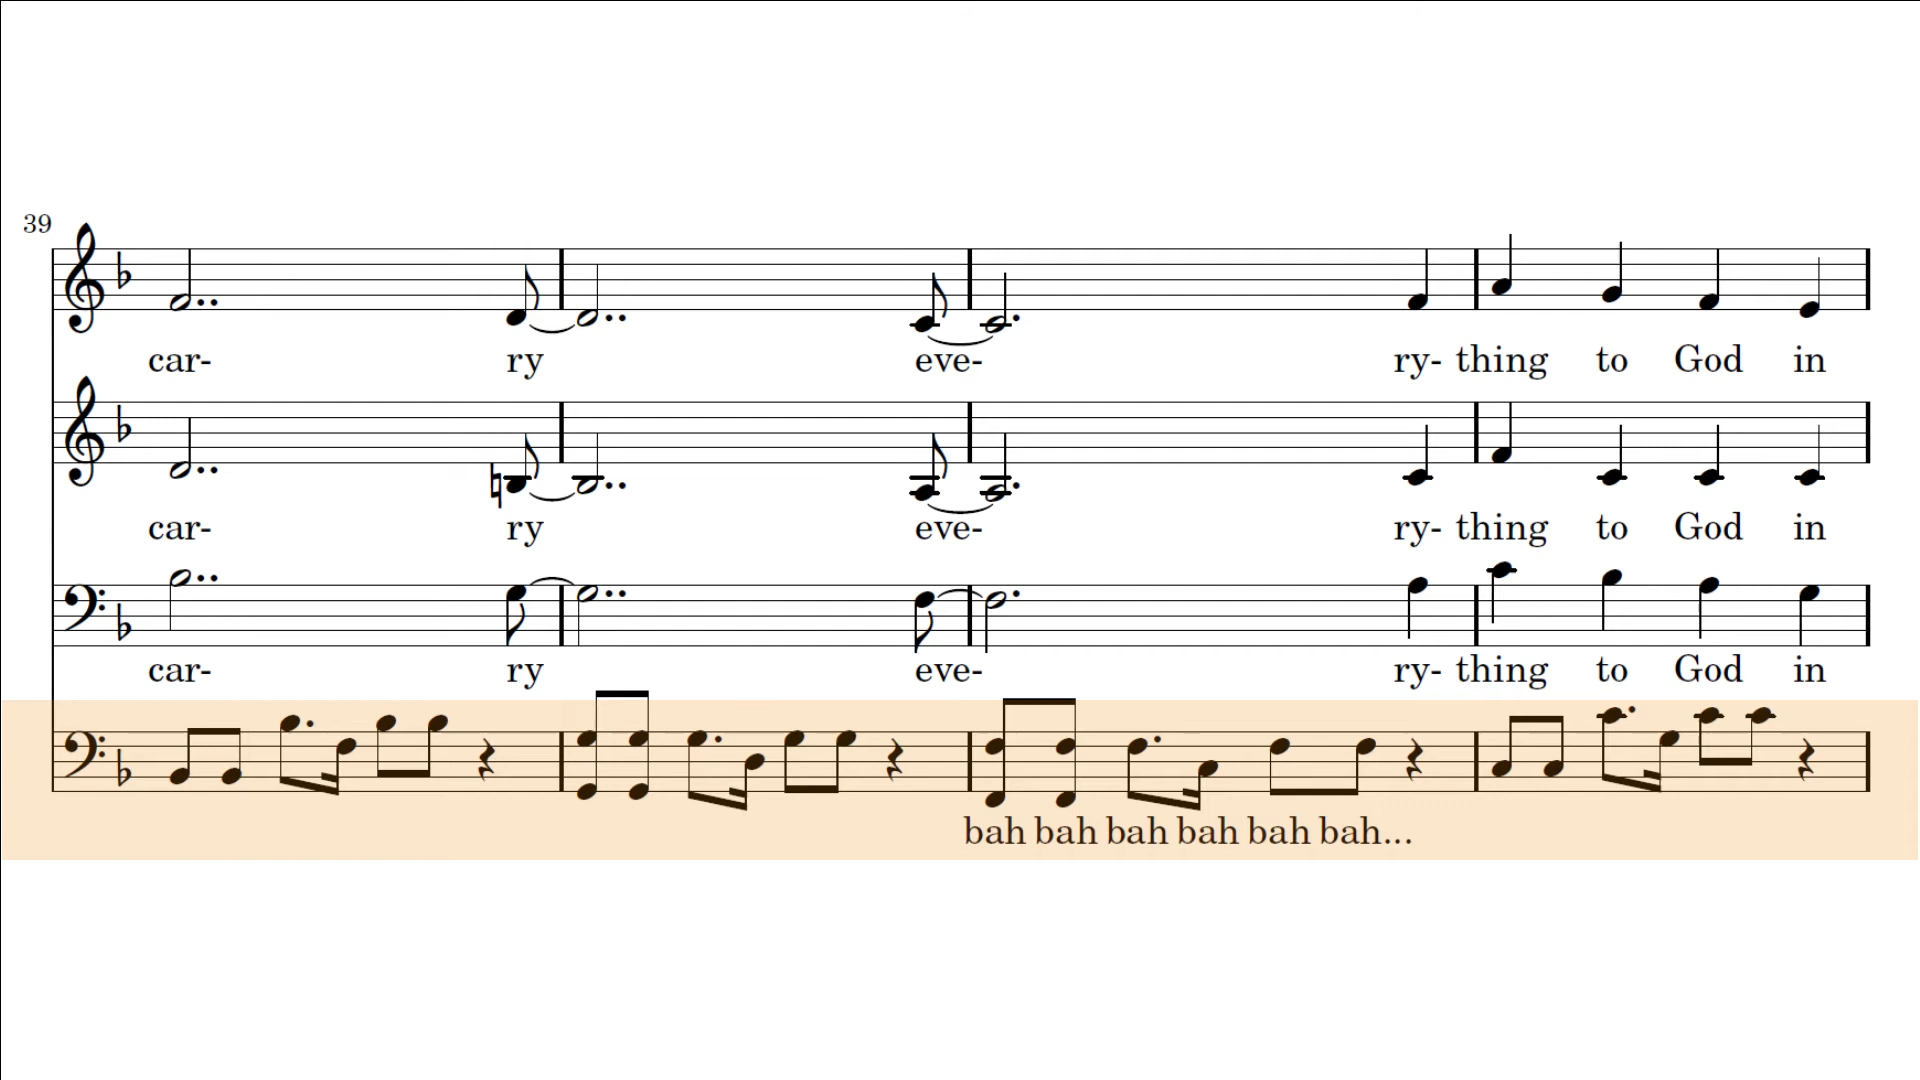 39
car- ry eve- ry- thing to God in
car- ry eve- ry- thing to God in
car- ry eve- ry- thing to God in
bah bah bah bah bah bah...